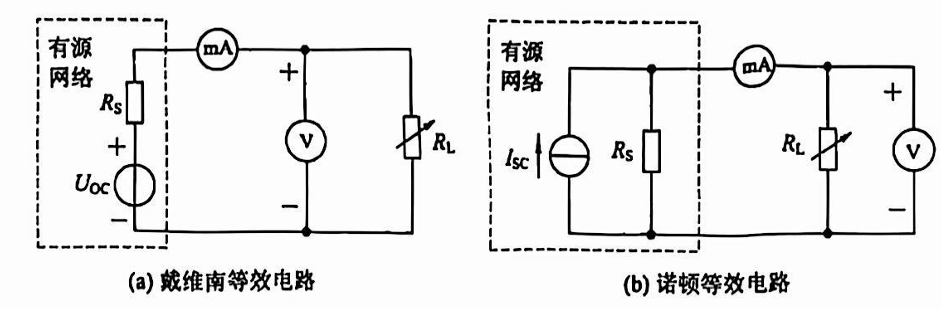 有源
网络
R_S
+
U_OC
−
mA
+
V
−
R_L
(a) 戴维南等效电路
有源
网络
I_SC
R_S
mA
R_L
+
V
−
(b) 诺顿等效电路